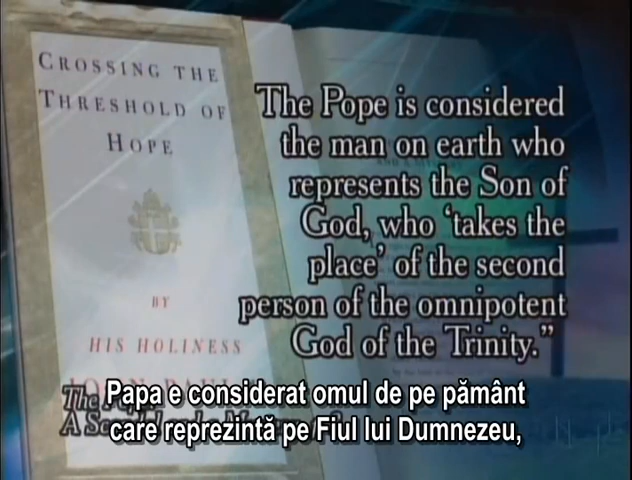 CROSSING THE
THRESHOLD OF
HOPE
BY
HIS HOLINESS
The Pope is considered
the man on earth who
represents the Son of
God, who ‘takes the
place’ of the second
person of the omnipotent
God of the Trinity.”
The
A
Papa e considerat omul de pe pământ
care reprezintă pe Fiul lui Dumnezeu,